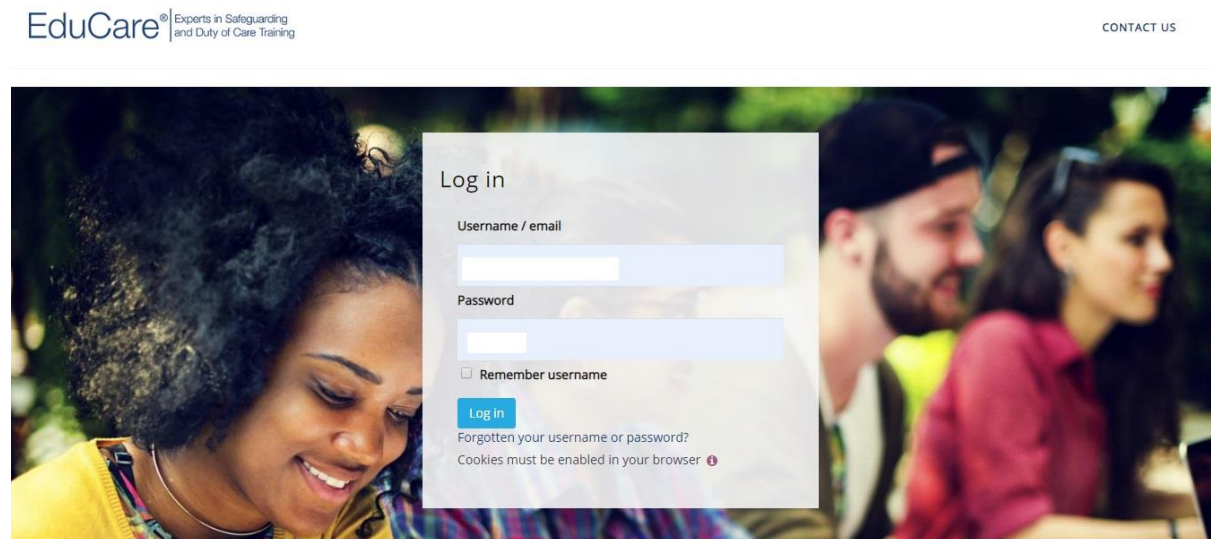 EduCare® Experts in Safeguarding
and Duty of Care Training
CONTACT US
Log in
Username / email
Password
Remember username
Log in
Forgotten your username or password?
Cookies must be enabled in your browser